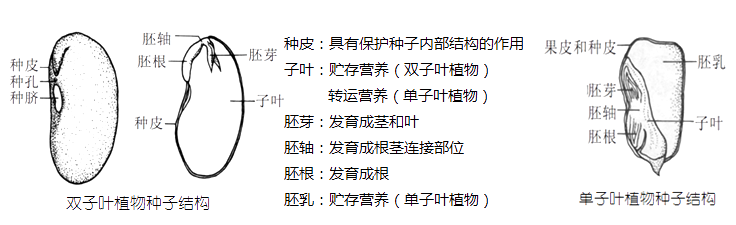 种皮
种孔
种脐
胚轴
胚根
胚芽
子叶
种皮
双子叶植物种子结构
种皮：具有保护种子内部结构的作用
子叶：贮存营养（双子叶植物）
转运营养（单子叶植物）
胚芽：发育成茎和叶
胚轴：发育成根茎连接部位
胚根：发育成根
胚乳：贮存营养（单子叶植物）
果皮和种皮
胚乳
胚芽
胚轴
子叶
胚根
单子叶植物种子结构